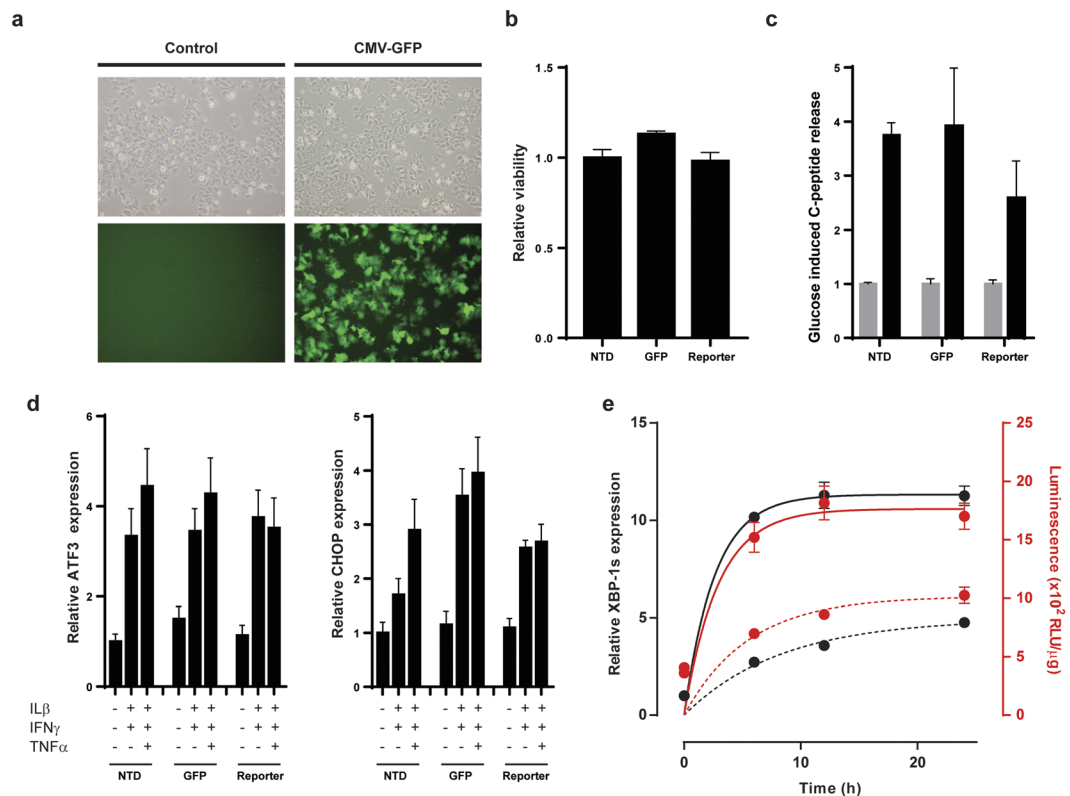 a
Control
CMV-GFP
b
1.5
1.0
0.5
0.0
Relative viability
NTD
GFP
Reporter
c
5
4
3
2
1
0
Glucose induced C-peptide release
NTD
GFP
Reporter
d
6
4
2
0
Relative ATF3 expression
ILβ - + + - + + - + +
IFNγ - + + - + + - + +
TNFα - - + - - + - - +
NTD
GFP
Reporter
5
4
3
2
1
0
Relative CHOP expression
- + + - + + - + +
- + + - + + - + +
- - + - - + - - +
NTD
GFP
Reporter
e
15
10
5
0
Relative XBP-1s expression
25
20
15
10
5
0
Luminescence (x10² RLU/µg)
0
10
20
Time (h)